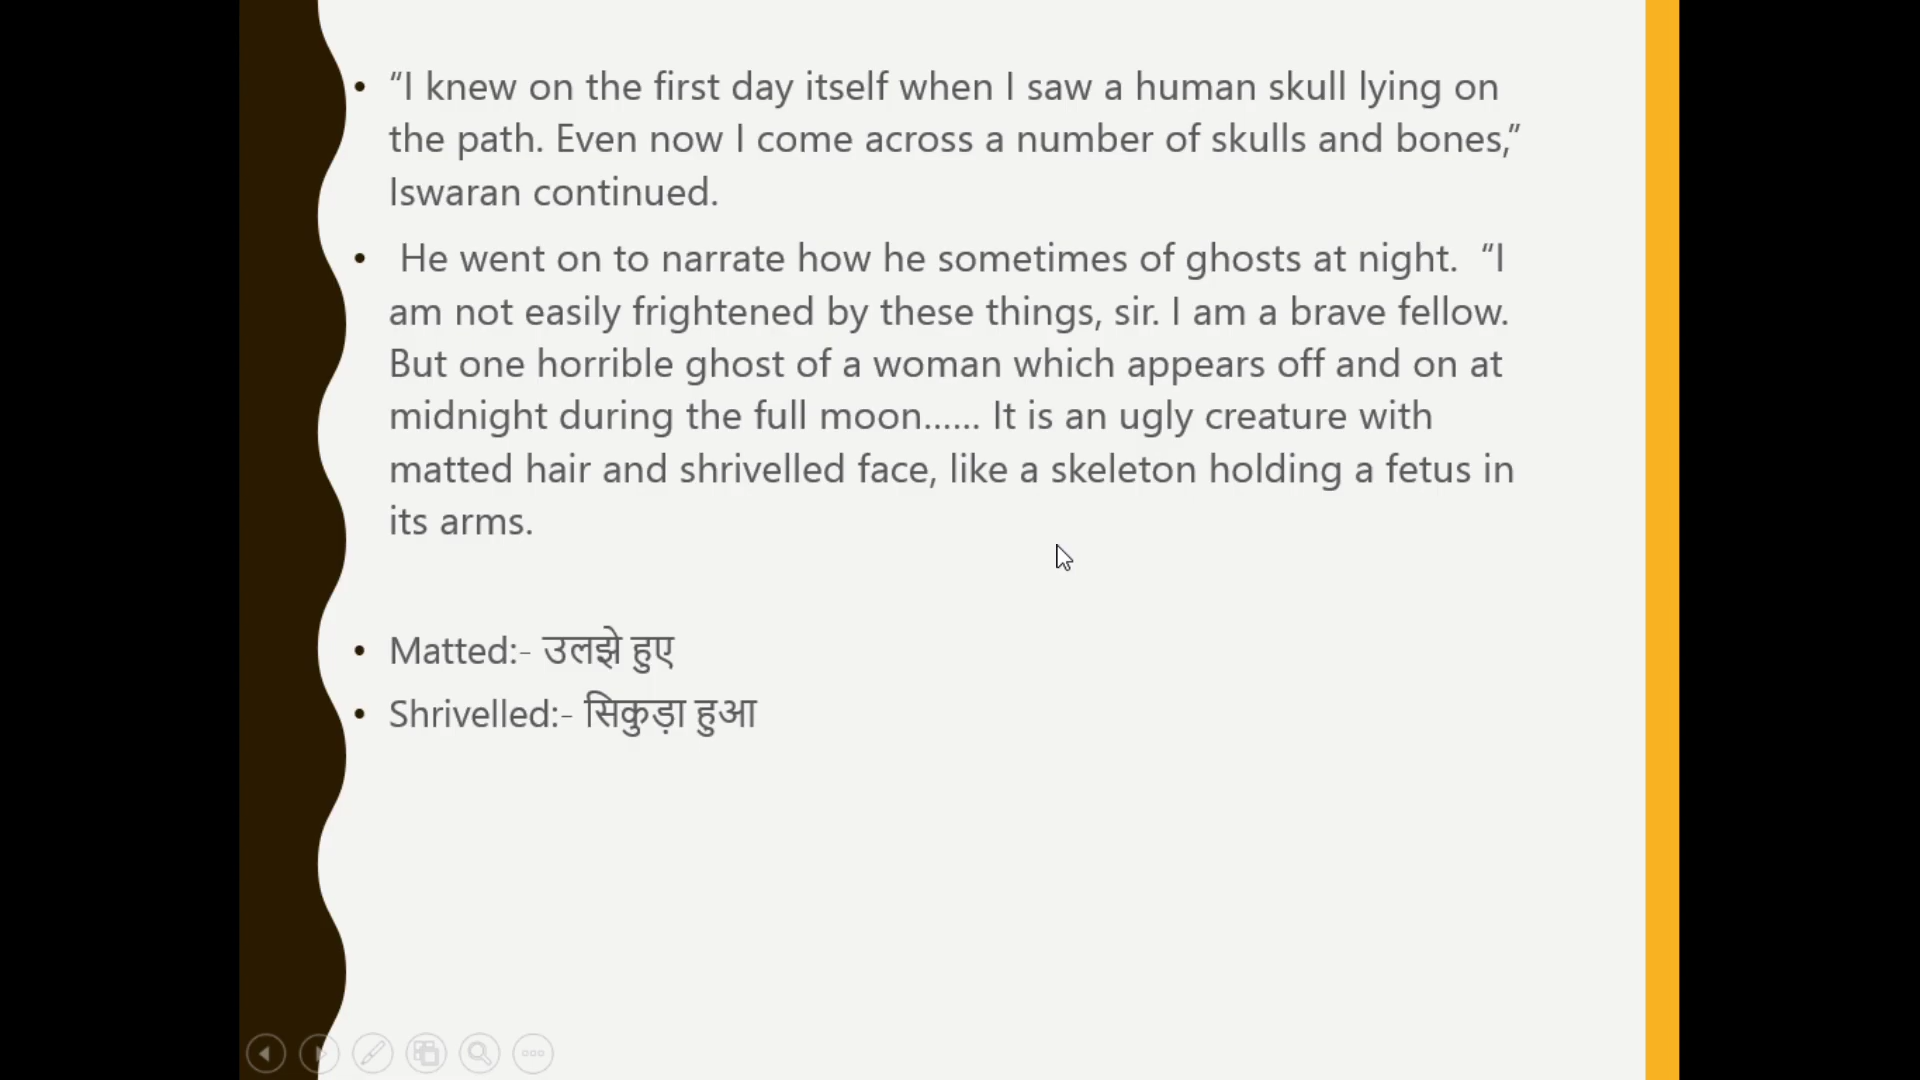 • “I knew on the first day itself when I saw a human skull lying on
the path. Even now I come across a number of skulls and bones,”
Iswaran continued.
• He went on to narrate how he sometimes of ghosts at night. “I
am not easily frightened by these things, sir. I am a brave fellow.
But one horrible ghost of a woman which appears off and on at
midnight during the full moon...... It is an ugly creature with
matted hair and shrivelled face, like a skeleton holding a fetus in
its arms.
• Matted:- उलझे हुए
• Shrivelled:- सिकुड़ा हुआ